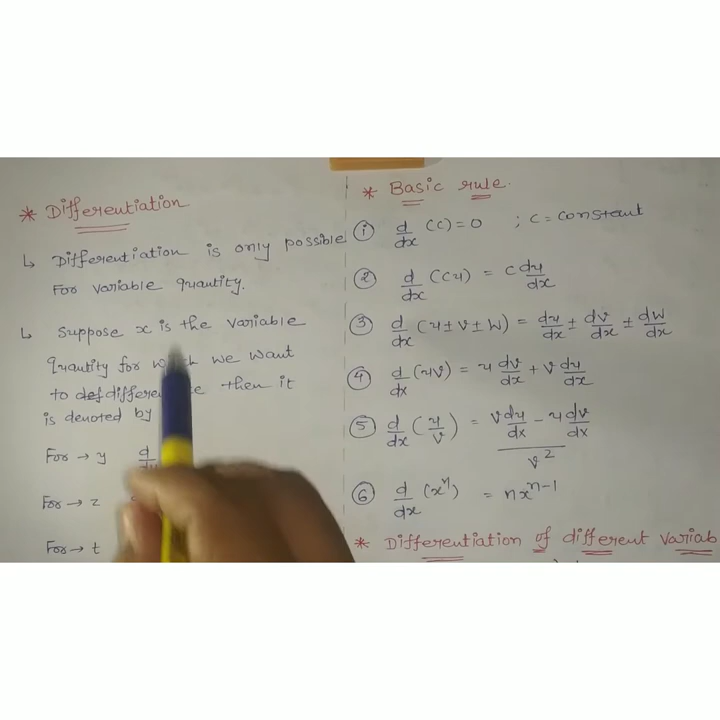 * Differentiation
↳ Differentiation is only possible
for variable quantity.
↳ Suppose x is the variable
quantity for we want
to differe then it
is denoted by
For → y d
For → z
For → t
* Basic rule.
① d/dx (c) = 0 ; c = constant
② d/dx (cu) = c du/dx
③ d/dx (u ± v ± w) = du/dx ± dv/dx ± dw/dx
④ d/dx (uv) = u dv/dx + v du/dx
⑤ d/dx (u/v) = (v du/dx − u dv/dx) / v²
⑥ d/dx (xⁿ) = nxⁿ⁻¹
* Differentiation of different variab